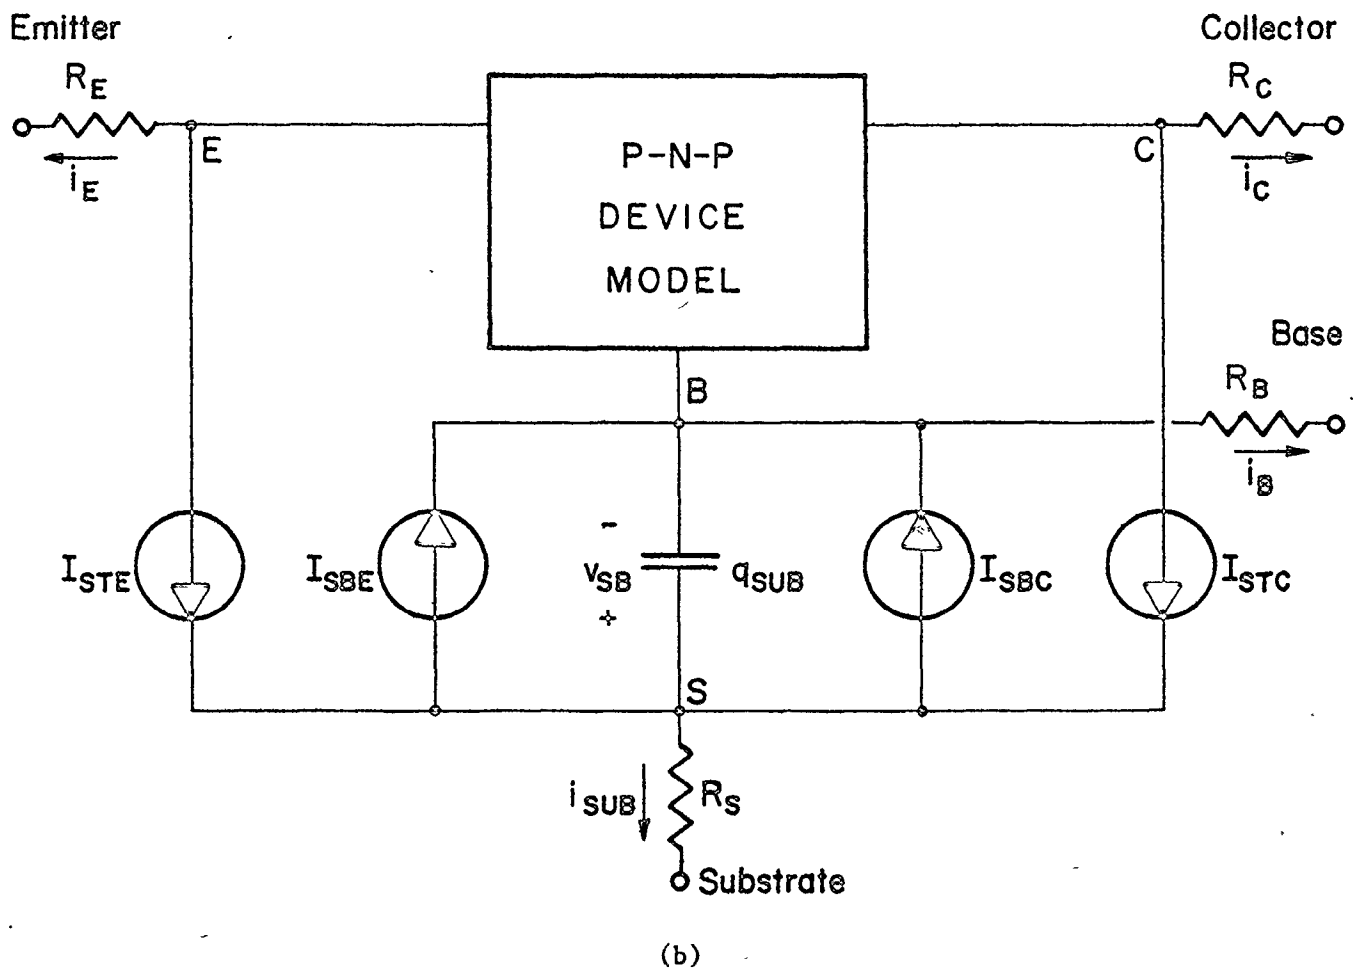 Emitter
Collector
R_E
R_C
E
P-N-P
DEVICE
MODEL
C
i_E
i_C
Base
B
R_B
i_B
-
I_STE
I_SBE
v_SB
q_SUB
I_SBC
I_STC
+
S
i_SUB
R_S
Substrate
(b)